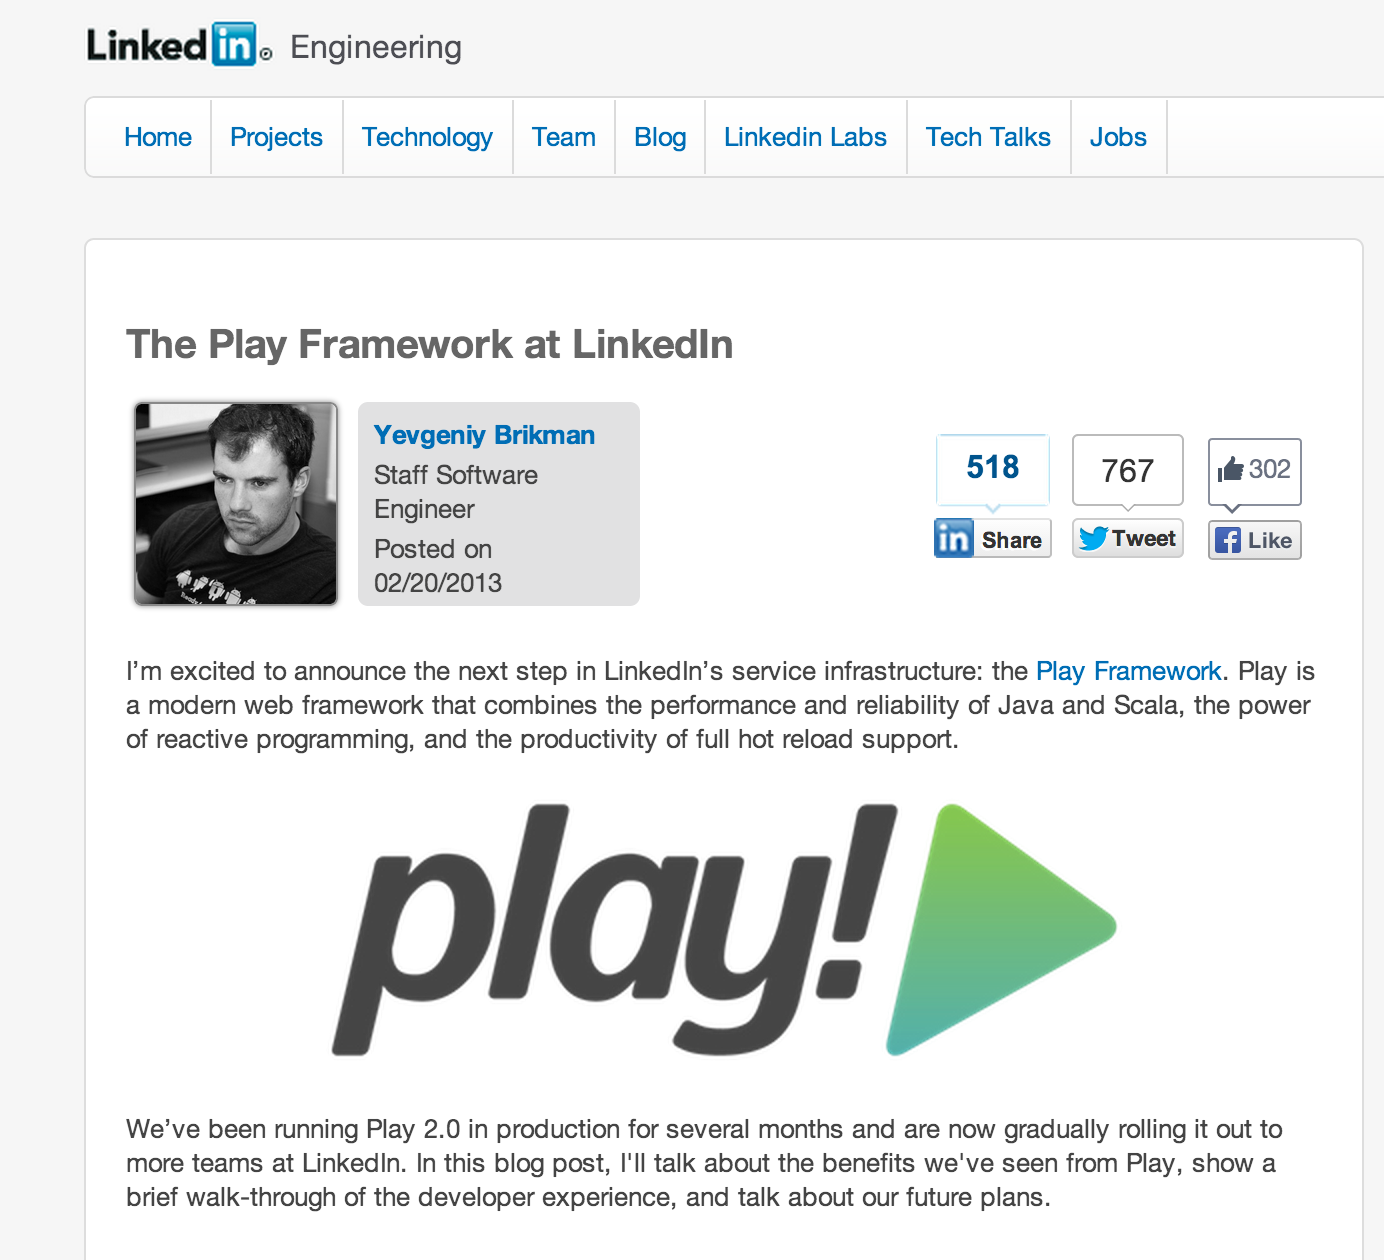 Linked in ® Engineering
Home Projects Technology Team Blog Linkedin Labs Tech Talks Jobs
The Play Framework at LinkedIn
Yevgeniy Brikman
Staff Software
Engineer
Posted on
02/20/2013
518 767 302
in Share Tweet f Like
I’m excited to announce the next step in LinkedIn’s service infrastructure: the Play Framework. Play is
a modern web framework that combines the performance and reliability of Java and Scala, the power
of reactive programming, and the productivity of full hot reload support.
play!
We’ve been running Play 2.0 in production for several months and are now gradually rolling it out to
more teams at LinkedIn. In this blog post, I'll talk about the benefits we've seen from Play, show a
brief walk-through of the developer experience, and talk about our future plans.